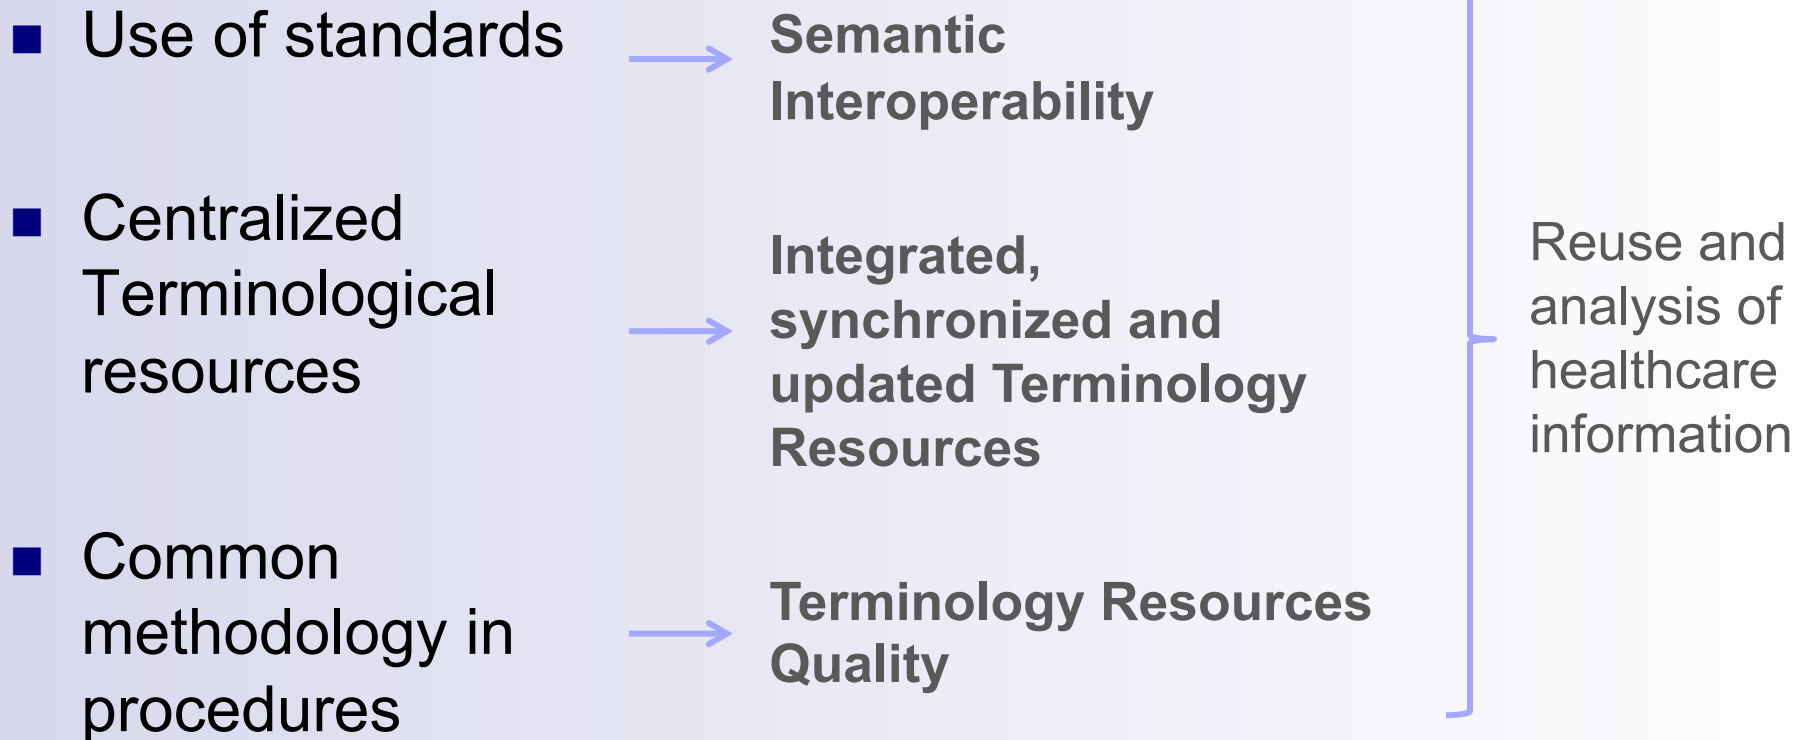 Use of standards
Semantic
Interoperability
Centralized
Terminological
resources
Integrated,
synchronized and
updated Terminology
Resources
Common
methodology in
procedures
Terminology Resources
Quality
Reuse and
analysis of
healthcare
information